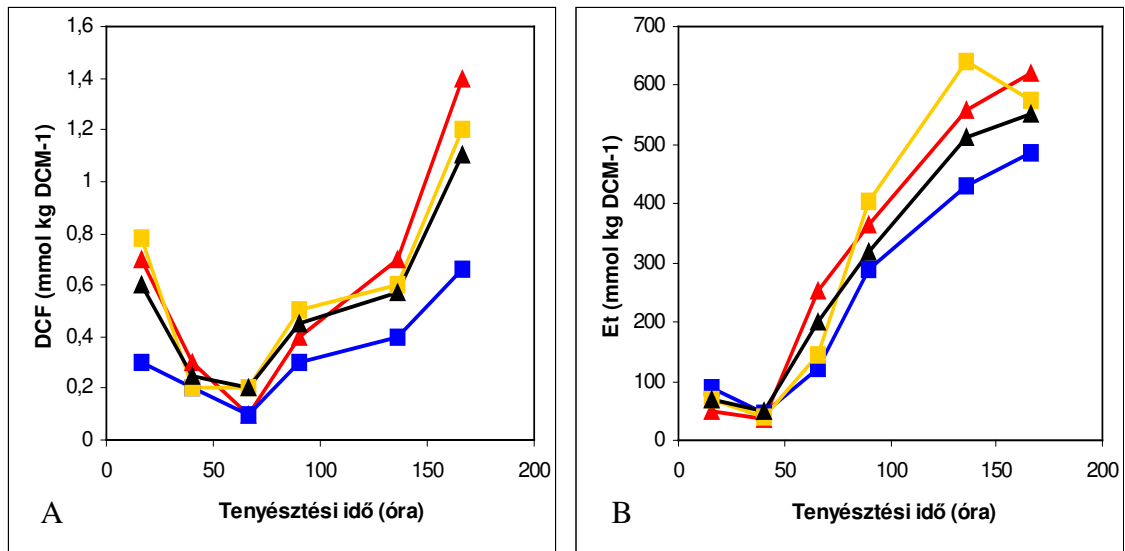 1,6
1,4
1,2
1
0,8
0,6
0,4
0,2
0
DCF (mmol kg DCM-1)
0 50 100 150 200
Tenyésztési idő (óra)
A
700
600
500
400
300
200
100
0
Et (mmol kg DCM-1)
0 50 100 150 200
Tenyésztési idő (óra)
B